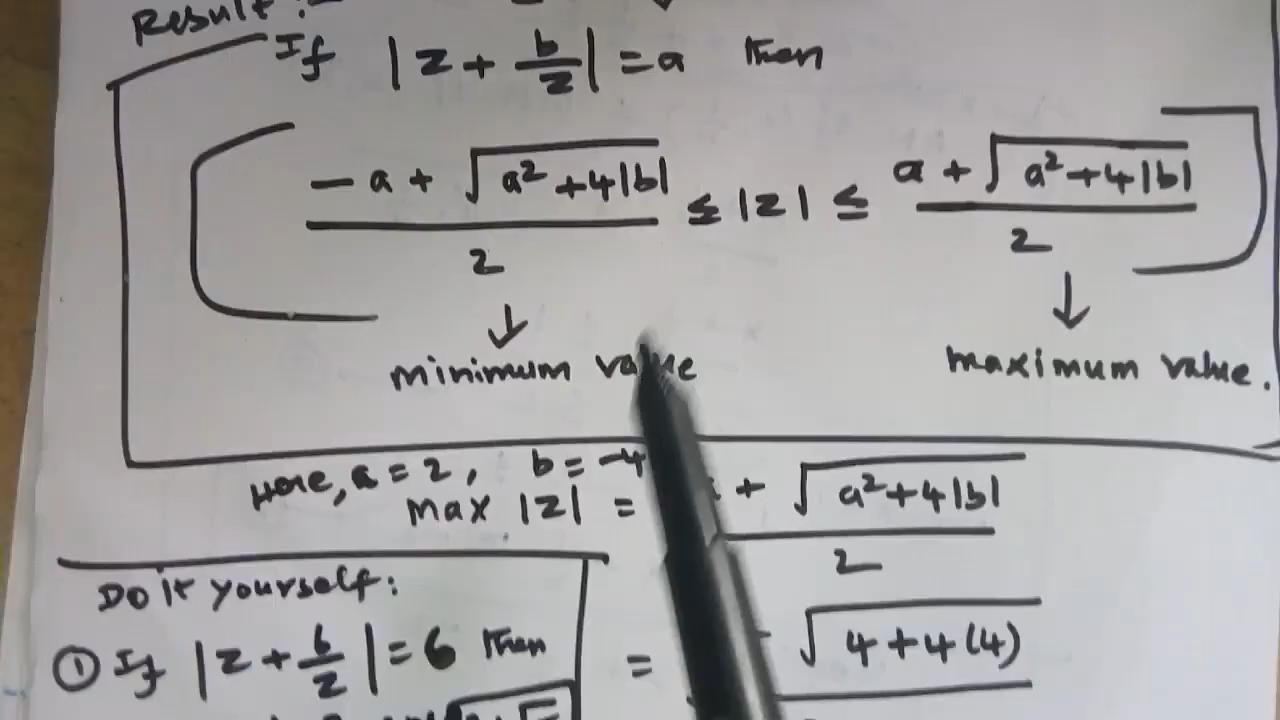 Result:-
If |z + b/z| = a then
(-a + √(a² + 4|b|))/2 ≤ |z| ≤ (a + √(a² + 4|b|))/2
↓ ↓
minimum value maximum value.
Here, a = 2, b = -4
max |z| = + √(a² + 4|b|)/2
= √(4 + 4(4))
Do it yourself:
① If |z + 6/z| = 6 then